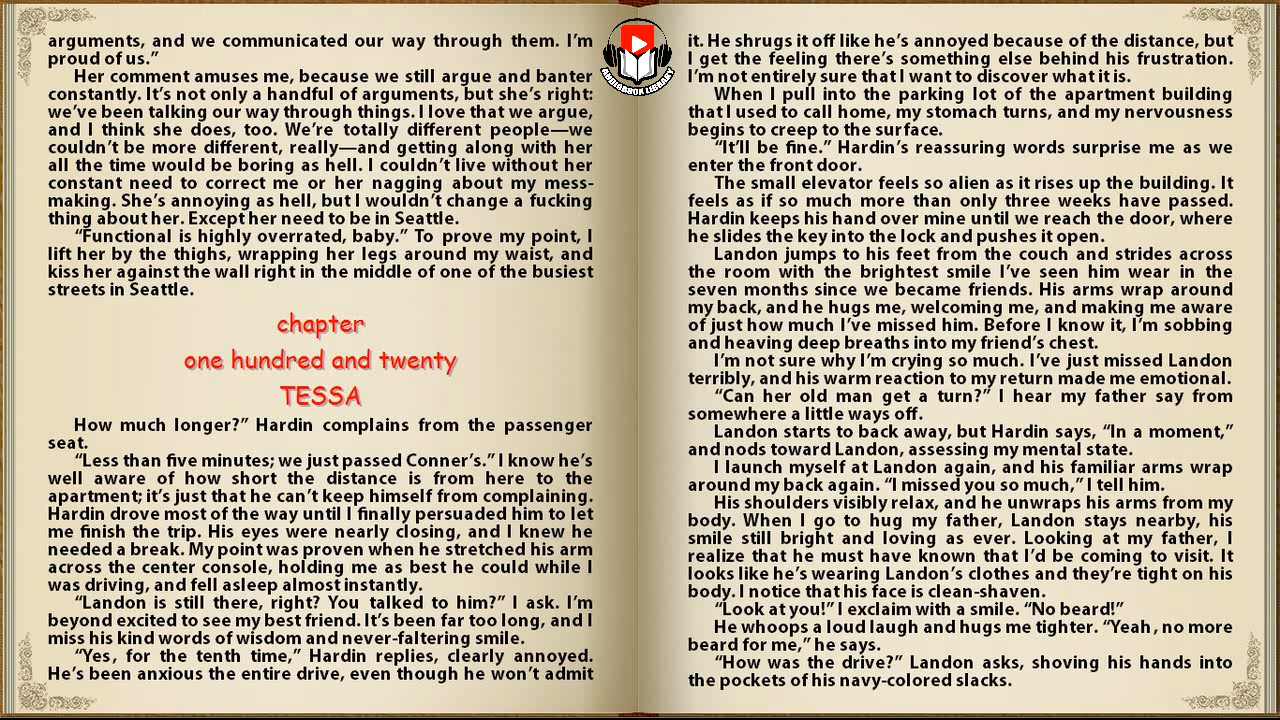 arguments, and we communicated our way through them. I'm
proud of us."
Her comment amuses me, because we still argue and banter
constantly. It's not only a handful of arguments, but she's right:
we've been talking our way through things. I love that we argue,
and I think she does, too. We're totally different people—we
couldn't be more different, really—and getting along with her
all the time would be boring as hell. I couldn't live without her
constant need to correct me or her nagging about my mess-
making. She's annoying as hell, but I wouldn't change a fucking
thing about her. Except her need to be in Seattle.
"Functional is highly overrated, baby." To prove my point, I
lift her by the thighs, wrapping her legs around my waist, and
kiss her against the wall right in the middle of one of the busiest
streets in Seattle.
chapter
one hundred and twenty
TESSA
How much longer?" Hardin complains from the passenger
seat.
"Less than five minutes; we just passed Conner's." I know he's
well aware of how short the distance is from here to the
apartment; it's just that he can't keep himself from complaining.
Hardin drove most of the way until I finally persuaded him to let
me finish the trip. His eyes were nearly closing, and I knew he
needed a break. My point was proven when he stretched his arm
across the center console, holding me as best he could while I
was driving, and fell asleep almost instantly.
"Landon is still there, right? You talked to him?" I ask. I'm
beyond excited to see my best friend. It's been far too long, and I
miss his kind words of wisdom and never-faltering smile.
"Yes, for the tenth time," Hardin replies, clearly annoyed.
He's been anxious the entire drive, even though he won't admit
AUDIOBOOK LIBRARY
it. He shrugs it off like he's annoyed because of the distance, but
I get the feeling there's something else behind his frustration.
I'm not entirely sure that I want to discover what it is.
When I pull into the parking lot of the apartment building
that I used to call home, my stomach turns, and my nervousness
begins to creep to the surface.
"It'll be fine." Hardin's reassuring words surprise me as we
enter the front door.
The small elevator feels so alien as it rises up the building. It
feels as if so much more than only three weeks have passed.
Hardin keeps his hand over mine until we reach the door, where
he slides the key into the lock and pushes it open.
Landon jumps to his feet from the couch and strides across
the room with the brightest smile I've seen him wear in the
seven months since we became friends. His arms wrap around
my back, and he hugs me, welcoming me, and making me aware
of just how much I've missed him. Before I know it, I'm sobbing
and heaving deep breaths into my friend's chest.
I'm not sure why I'm crying so much. I've just missed Landon
terribly, and his warm reaction to my return made me emotional.
"Can her old man get a turn?" I hear my father say from
somewhere a little ways off.
Landon starts to back away, but Hardin says, "In a moment,"
and nods toward Landon, assessing my mental state.
I launch myself at Landon again, and his familiar arms wrap
around my back again. "I missed you so much," I tell him.
His shoulders visibly relax, and he unwraps his arms from my
body. When I go to hug my father, Landon stays nearby, his
smile still bright and loving as ever. Looking at my father, I
realize that he must have known that I'd be coming to visit. It
looks like he's wearing Landon's clothes and they're tight on his
body. I notice that his face is clean-shaven.
"Look at you!" I exclaim with a smile. "No beard!"
He whoops a loud laugh and hugs me tighter. "Yeah, no more
beard for me," he says.
"How was the drive?" Landon asks, shoving his hands into
the pockets of his navy-colored slacks.